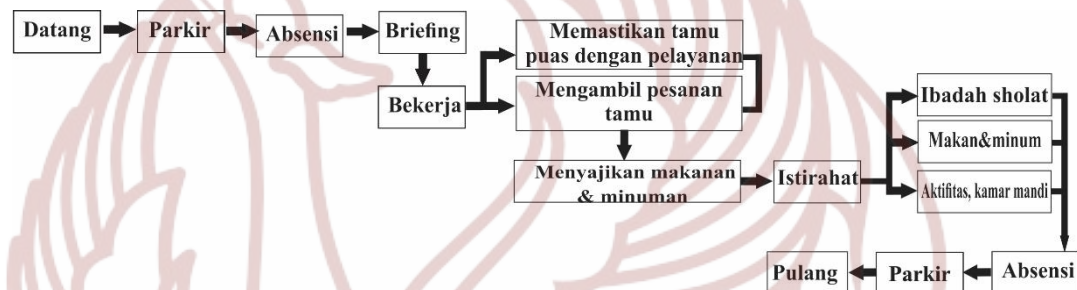 Datang
Parkir
Absensi
Briefing
Bekerja
Memastikan tamu
puas dengan pelayanan
Mengambil pesanan
tamu
Menyajikan makanan
& minuman
Istirahat
Ibadah sholat
Makan&minum
Aktifitas, kamar mandi
Absensi
Parkir
Pulang